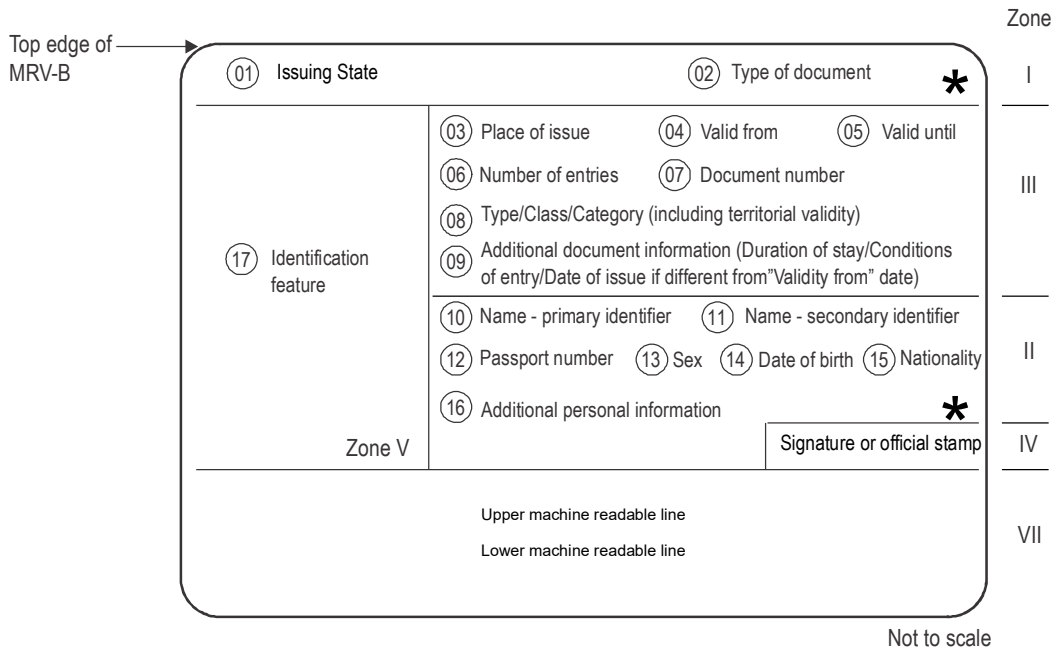 Zone
Top edge of
MRV-B
01 Issuing State 02 Type of document * I
03 Place of issue 04 Valid from 05 Valid until
06 Number of entries 07 Document number
III
08 Type/Class/Category (including territorial validity)
09 Additional document information (Duration of stay/Conditions
of entry/Date of issue if different from"Validity from" date)
17 Identification
feature
10 Name - primary identifier 11 Name - secondary identifier
12 Passport number 13 Sex 14 Date of birth 15 Nationality
II
16 Additional personal information *
Zone V
Signature or official stamp IV
Upper machine readable line
Lower machine readable line
VII
Not to scale